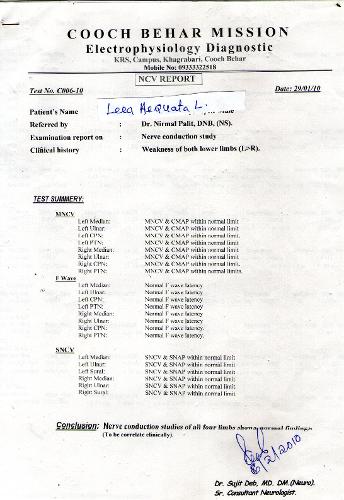 COOCH BEHAR MISSION
Electrophysiology Diagnostic
KRS, Campus, Khagrabari, Cooch Behar
Mobile No: 09333322518
NCV REPORT
Test No. C006-10 Date: 29/01/10
Patient's Name Leea Aequata L.
Referred by : Dr. Nirmal Palit, DNB, (NS).
Examination report on : Nerve conduction study
Clinical history : Weakness of both lower limbs (L>R).
TEST SUMMERY:
MNCV
Left Median: MNCV & CMAP within normal limit
Left Ulnar: MNCV & CMAP within normal limit
Left CPN: MNCV & CMAP within normal limit
Left PTN: MNCV & CMAP within normal limit
Right Median: MNCV & CMAP within normal limit
Right Ulnar: MNCV & CMAP within normal limit
Right CPN: MNCV & CMAP within normal limit
Right PTN: MNCV & CMAP within normal limits.
F Wave
Left Median: Normal F wave latency
Left Ulnar: Normal F wave latency
Left CPN: Normal F wave latency
Left PTN: Normal F wave latency
Right Median: Normal F wave latency
Right Ulnar: Normal F wave latency
Right CPN: Normal F wave latency
Right PTN: Normal F wave latency.
SNCV
Left Median: SNCV & SNAP within normal limit
Left Ulnar: SNCV & SNAP within normal limit
Left Sural: SNCV & SNAP within normal limit
Right Median: SNCV & SNAP within normal limit
Right Ulnar: SNCV & SNAP within normal limit
Right Sural: SNCV & SNAP within normal limit
Conclusion: Nerve conduction studies of all four limbs shows normal findings
(To be correlate clinically).
2/2010
Dr. Sujit Deb, MD. DM.(Neuro).
Sr. Consultant Neurologist.